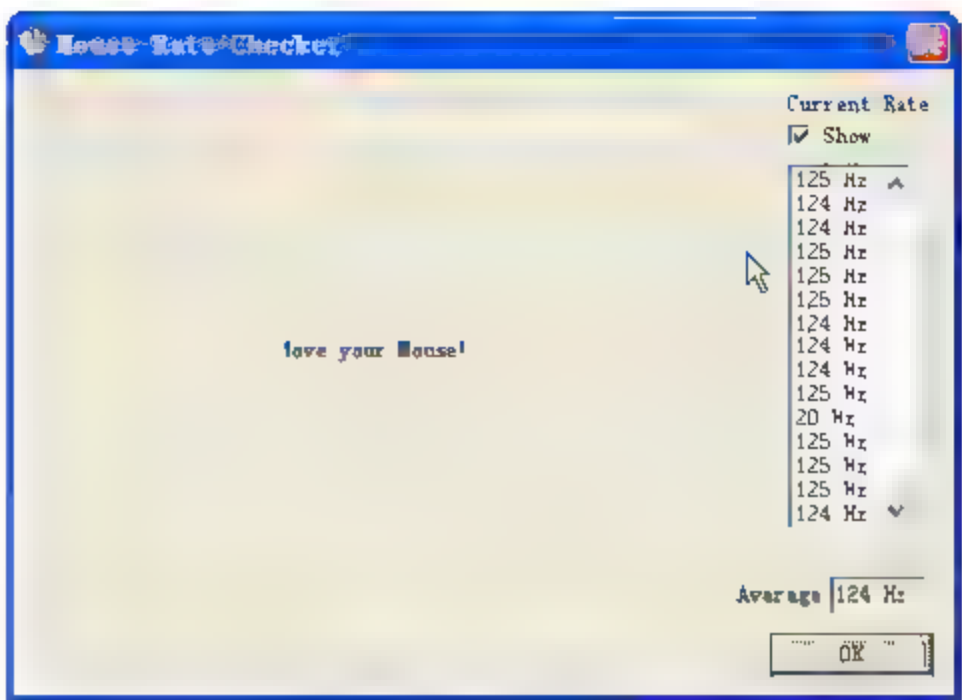 Mouse Rate Checker
Current Rate
Show
125 Hz
124 Hz
124 Hz
125 Hz
125 Hz
125 Hz
124 Hz
124 Hz
124 Hz
125 Hz
20 Hz
125 Hz
125 Hz
125 Hz
124 Hz
Move your Mouse!
Average 124 Hz
OK